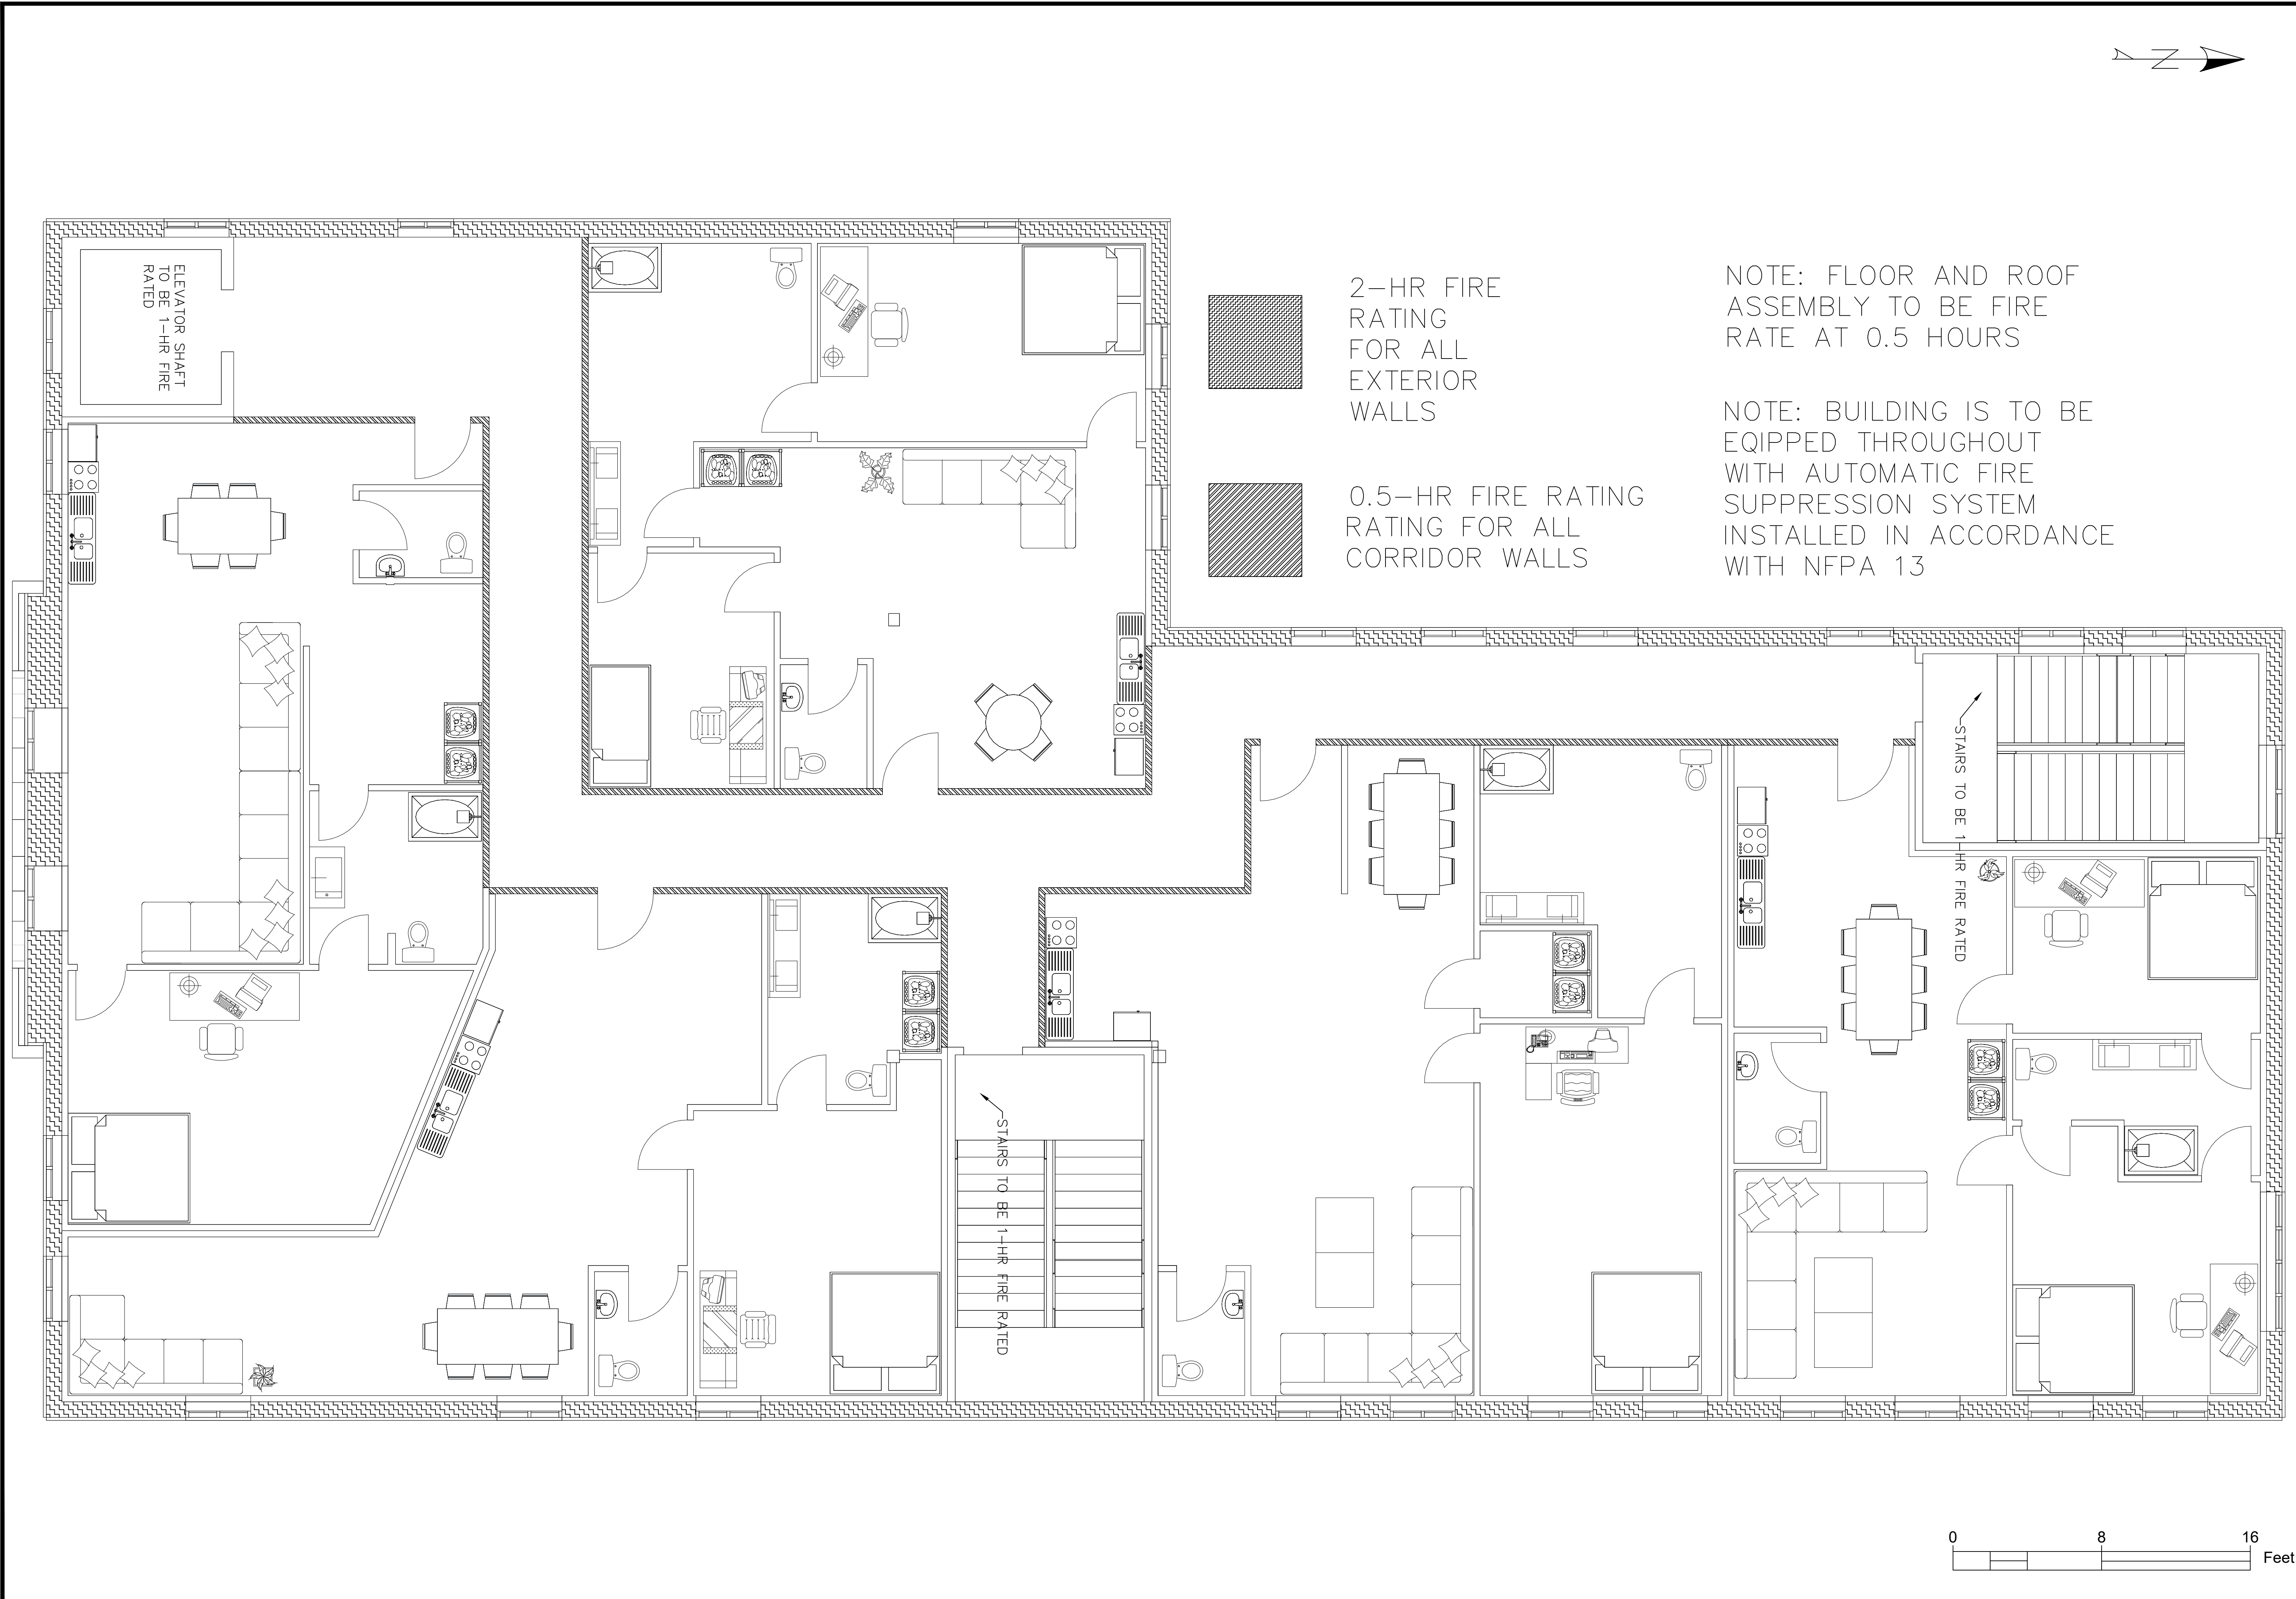 N
2-HR FIRE
RATING
FOR ALL
EXTERIOR
WALLS
0.5-HR FIRE RATING
RATING FOR ALL
CORRIDOR WALLS
NOTE: FLOOR AND ROOF
ASSEMBLY TO BE FIRE
RATE AT 0.5 HOURS
NOTE: BUILDING IS TO BE
EQIPPED THROUGHOUT
WITH AUTOMATIC FIRE
SUPPRESSION SYSTEM
INSTALLED IN ACCORDANCE
WITH NFPA 13
ELEVATOR SHAFT
TO BE 1-HR FIRE
RATED
STAIRS TO BE 1-HR FIRE RATED
STAIRS TO BE 1-HR FIRE RATED
0 8 16
Feet